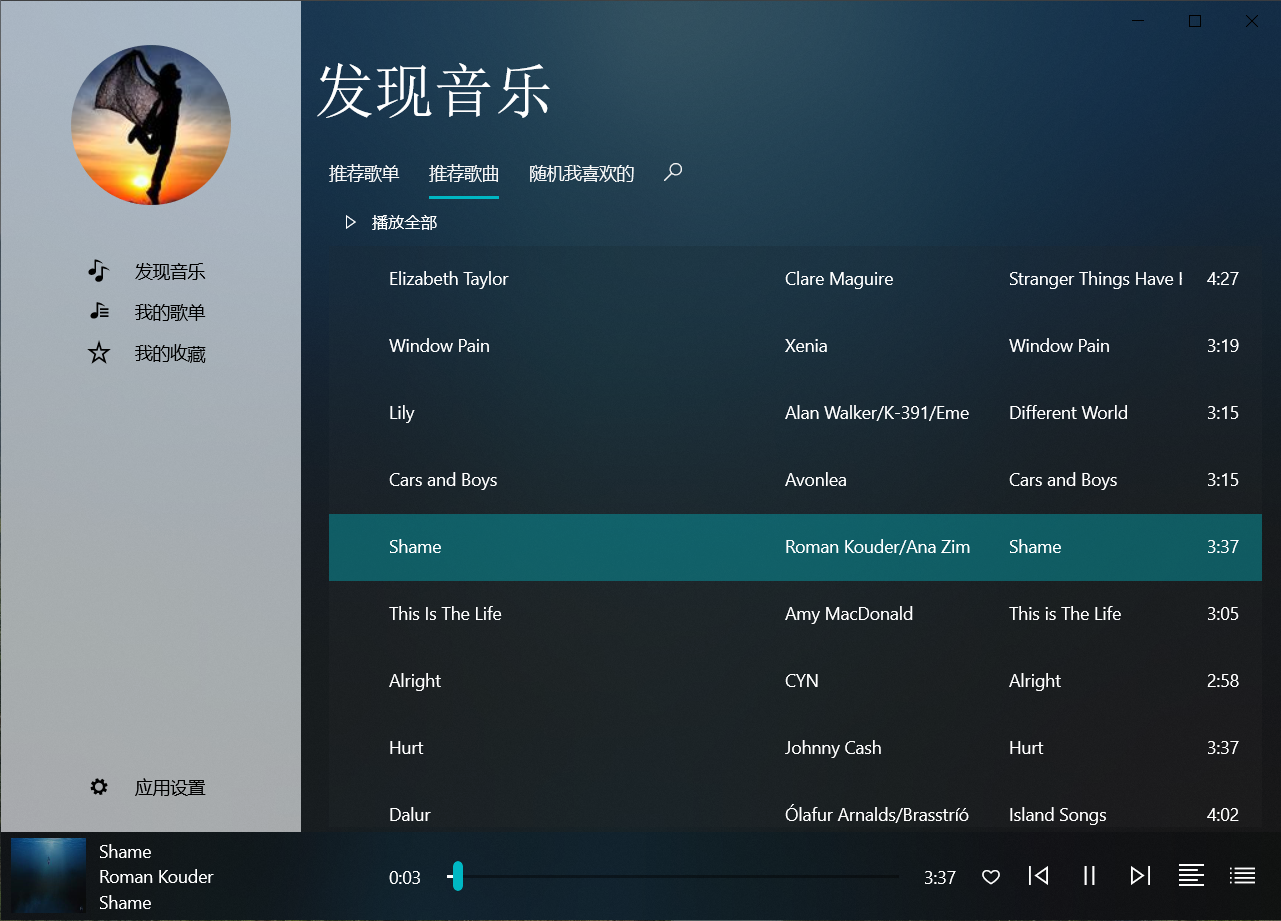 发现音乐
推荐歌单 推荐歌曲 随机我喜欢的
播放全部
发现音乐
我的歌单
我的收藏
应用设置
Elizabeth Taylor Clare Maguire Stranger Things Have 4:27
Window Pain Xenia Window Pain 3:19
Lily Alan Walker/K-391/Eme Different World 3:15
Cars and Boys Avonlea Cars and Boys 3:15
Shame Roman Kouder/Ana Zim Shame 3:37
This Is The Life Amy MacDonald This is The Life 3:05
Alright CYN Alright 2:58
Hurt Johnny Cash Hurt 3:37
Dalur Ólafur Arnalds/Brasstríó Island Songs 4:02
Shame
Roman Kouder
Shame
0:03 3:37